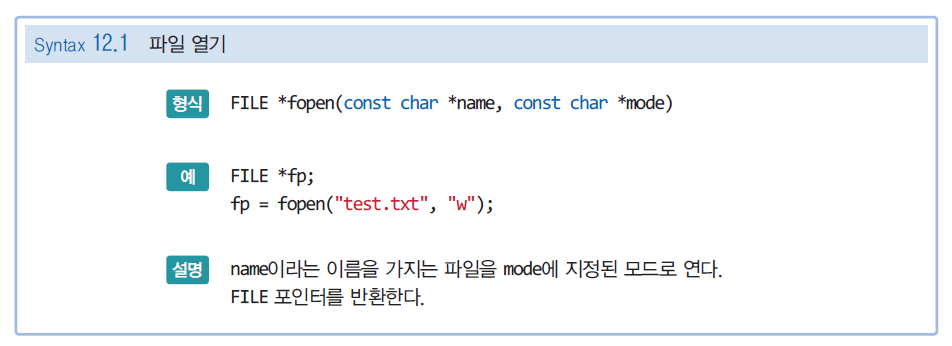 Syntax 12.1 파일 열기
형식 FILE *fopen(const char *name, const char *mode)
예 FILE *fp;
fp = fopen("test.txt", "w");
설명 name이라는 이름을 가지는 파일을 mode에 지정된 모드로 연다.
FILE 포인터를 반환한다.